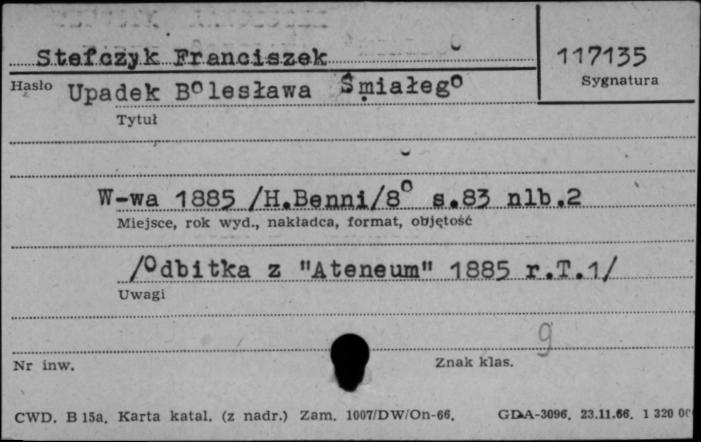 Stefczyk Franciszek
117135
Hasło
Sygnatura
Upadek Bolesława Śmiałego
Tytuł
W-wa 1885 /H.Benni/8° s.83 nlb.2
Miejsce, rok wyd., nakładca, format, objętość
/Odbitka z "Ateneum" 1885 r.T.1/
Uwagi
g
Nr inw.
Znak klas.
CWD. B 15a. Karta katal. (z nadr.) Zam. 1007/DW/On-66. GDA-3096. 23.11.66. 1 320 00